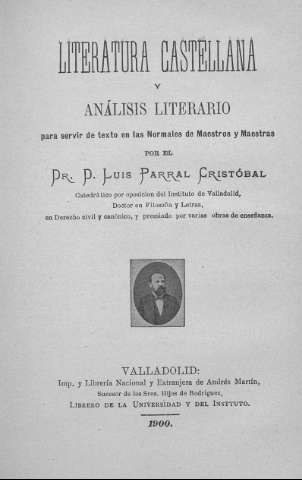 LITERATURA CASTELLANA
Y
ANÁLISIS LITERARIO
para servir de texto en las Normales de Maestros y Maestras
POR EL
DR. D. LUIS PARRAL CRISTÓBAL
Catedrático por oposicion del Instituto de Valladolid,
Doctor en Filosofía y Letras,
en Derecho civil y canónico, y premiado por varias obras de enseñanza.
VALLADOLID:
Imp. y Librería Nacional y Extranjera de Andrés Martín,
Sucesor de los Sres. Hijos de Rodriguez,
LIBRERO DE LA UNIVERSIDAD Y DEL INSTITUTO.
1900.